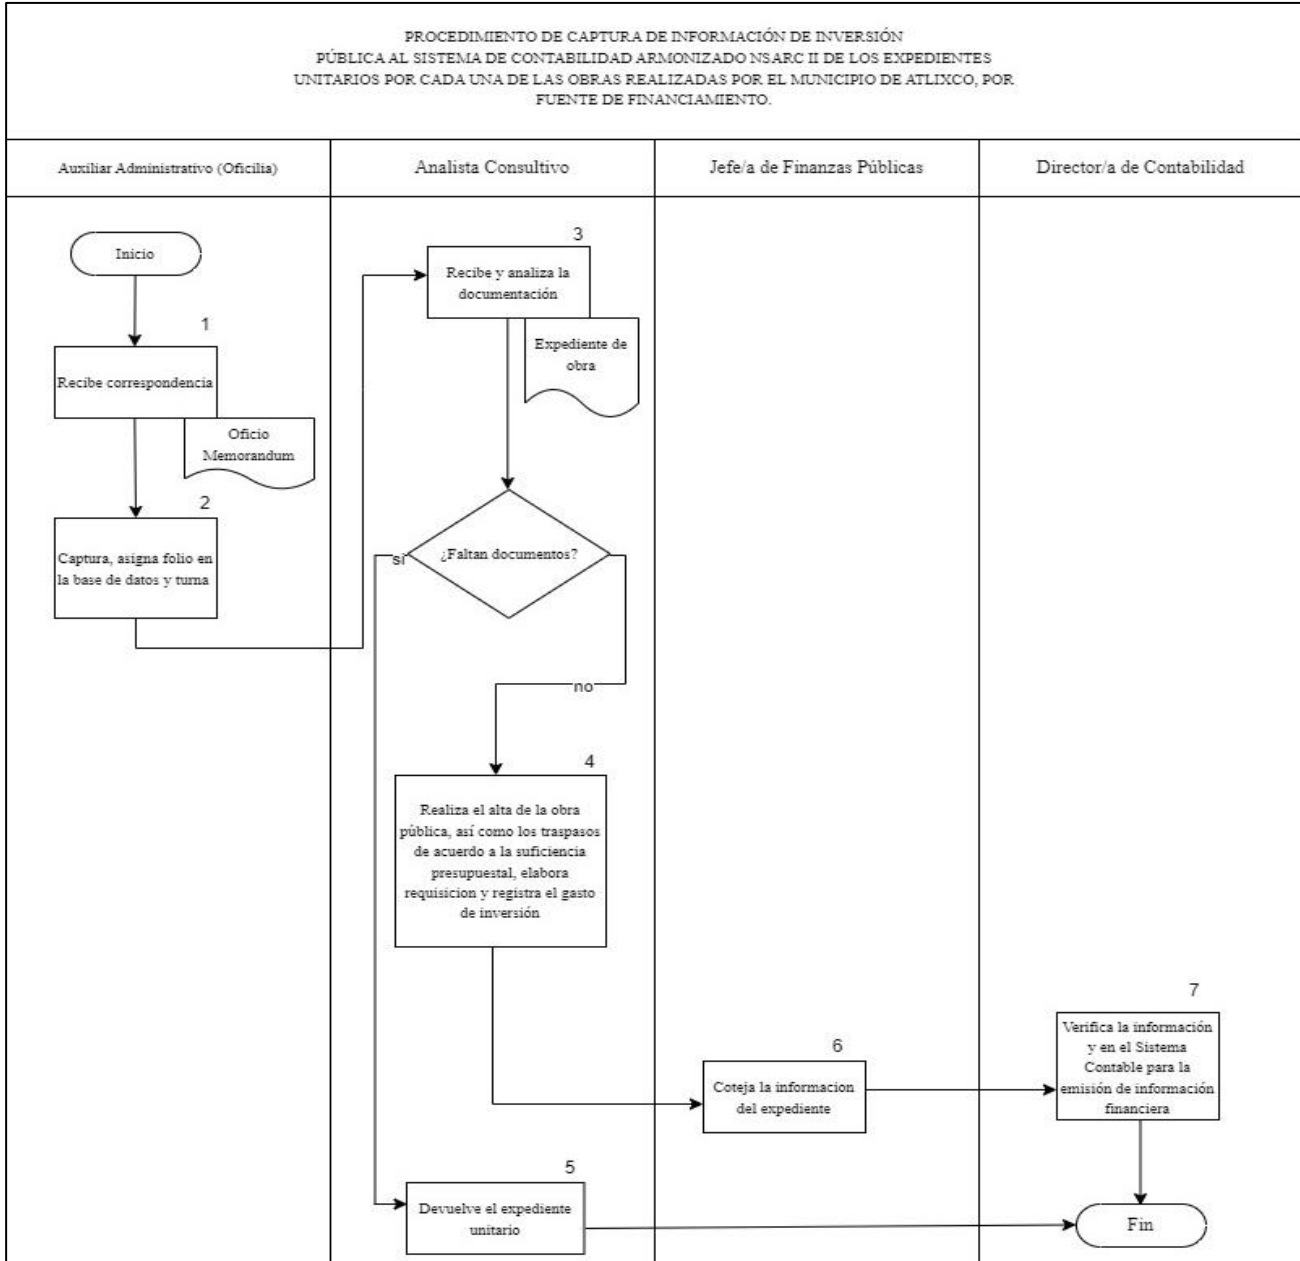 PROCEDIMIENTO DE CAPTURA DE INFORMACIÓN DE INVERSIÓN
PÚBLICA AL SISTEMA DE CONTABILIDAD ARMONIZADO NSARC II DE LOS EXPEDIENTES
UNITARIOS POR CADA UNA DE LAS OBRAS REALIZADAS POR EL MUNICIPIO DE ATLIXCO, POR
FUENTE DE FINANCIAMIENTO.
Auxiliar Administrativo (Oficilia)
Analista Consultivo
Jefe/a de Finanzas Públicas
Director/a de Contabilidad
Inicio
1
Recibe correspondencia
Oficio
Memorandum
2
Captura, asigna folio en
la base de datos y turna
3
Recibe y analiza la
documentación
Expediente de
obra
¿Faltan documentos?
sí
no
4
Realiza el alta de la obra
pública, así como los traspasos
de acuerdo a la suficiencia
presupuestal, elabora
requisicion y registra el gasto
de inversión
5
Devuelve el expediente
unitario
6
Coteja la informacion
del expediente
7
Verifica la información
y en el Sistema
Contable para la
emisión de información
financiera
Fin